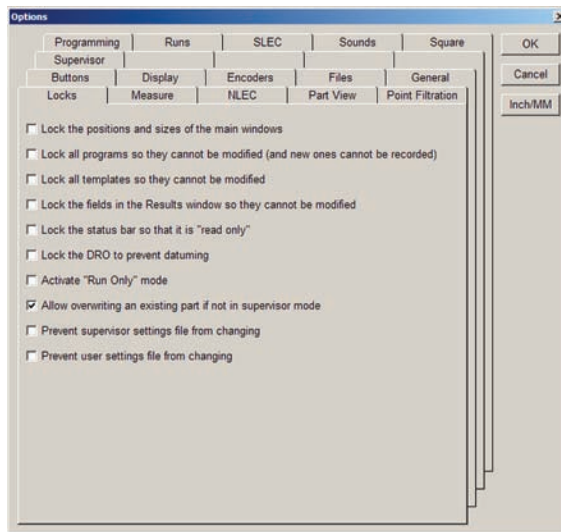 Options
Programming Runs SLEC Sounds Square
OK
Supervisor
Buttons Display Encoders Files General
Cancel
Locks Measure NLEC Part View Point Filtration
Inch/MM
Lock the positions and sizes of the main windows
Lock all programs so they cannot be modified (and new ones cannot be recorded)
Lock all templates so they cannot be modified
Lock the fields in the Results window so they cannot be modified
Lock the status bar so that it is "read only"
Lock the DRO to prevent datuming
Activate "Run Only" mode
Allow overwriting an existing part if not in supervisor mode
Prevent supervisor settings file from changing
Prevent user settings file from changing